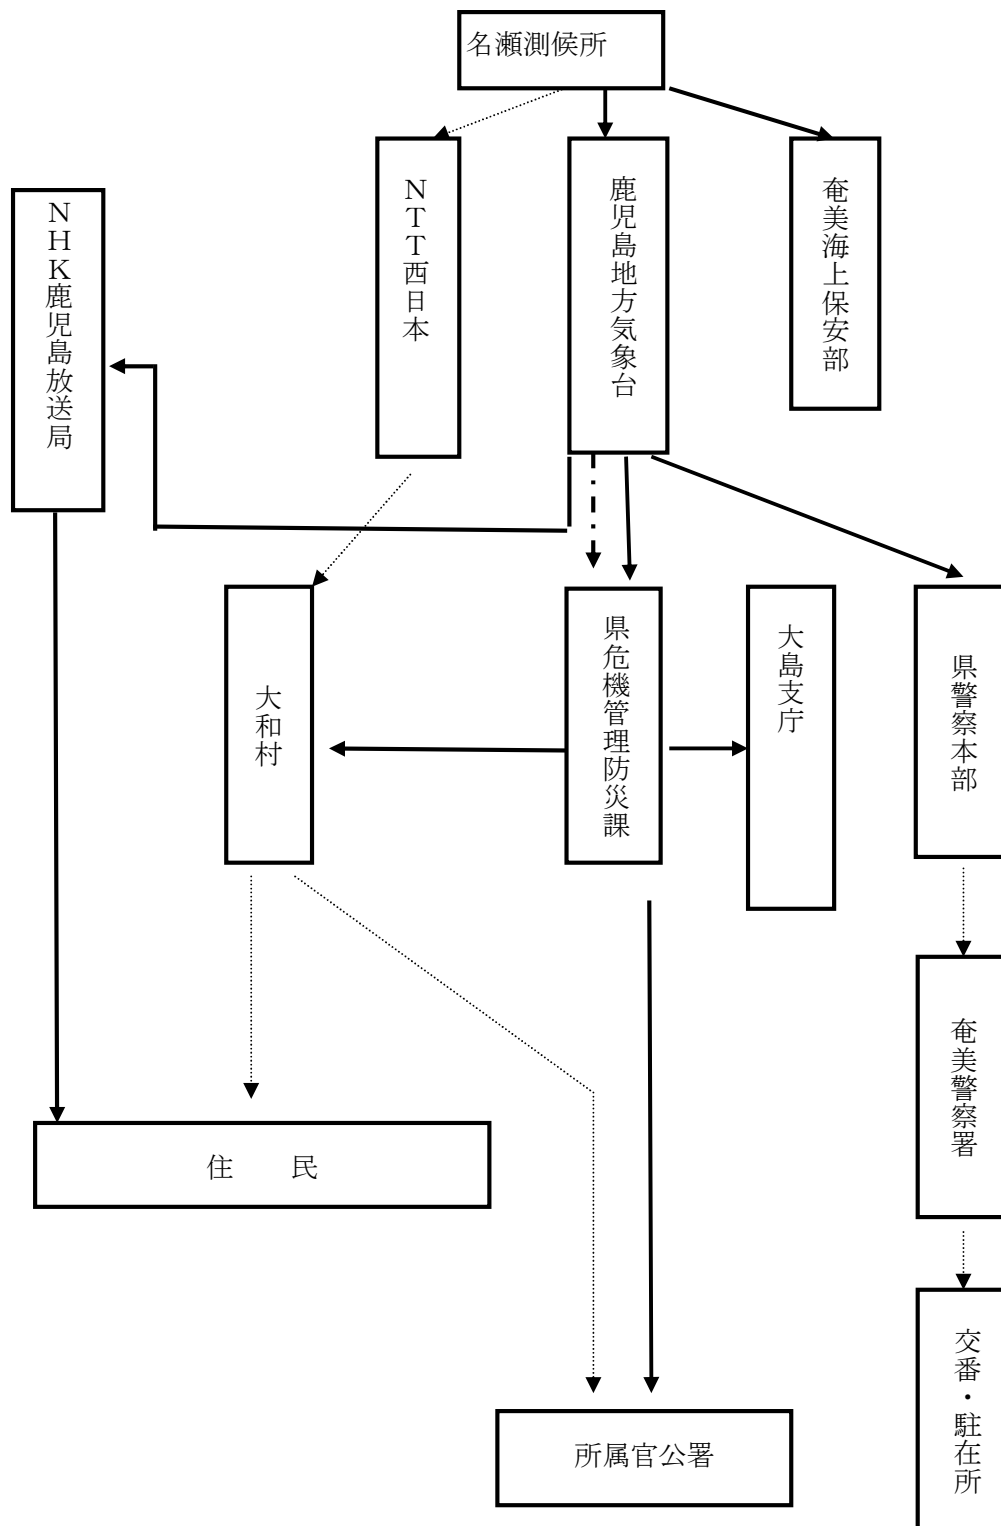 名瀬測候所
NTT西日本
鹿児島地方気象台
奄美海上保安部
NHK鹿児島放送局
大和村
県危機管理防災課
大島支庁
県警察本部
奄美警察署
住　　民
交番・駐在所
所属官公署